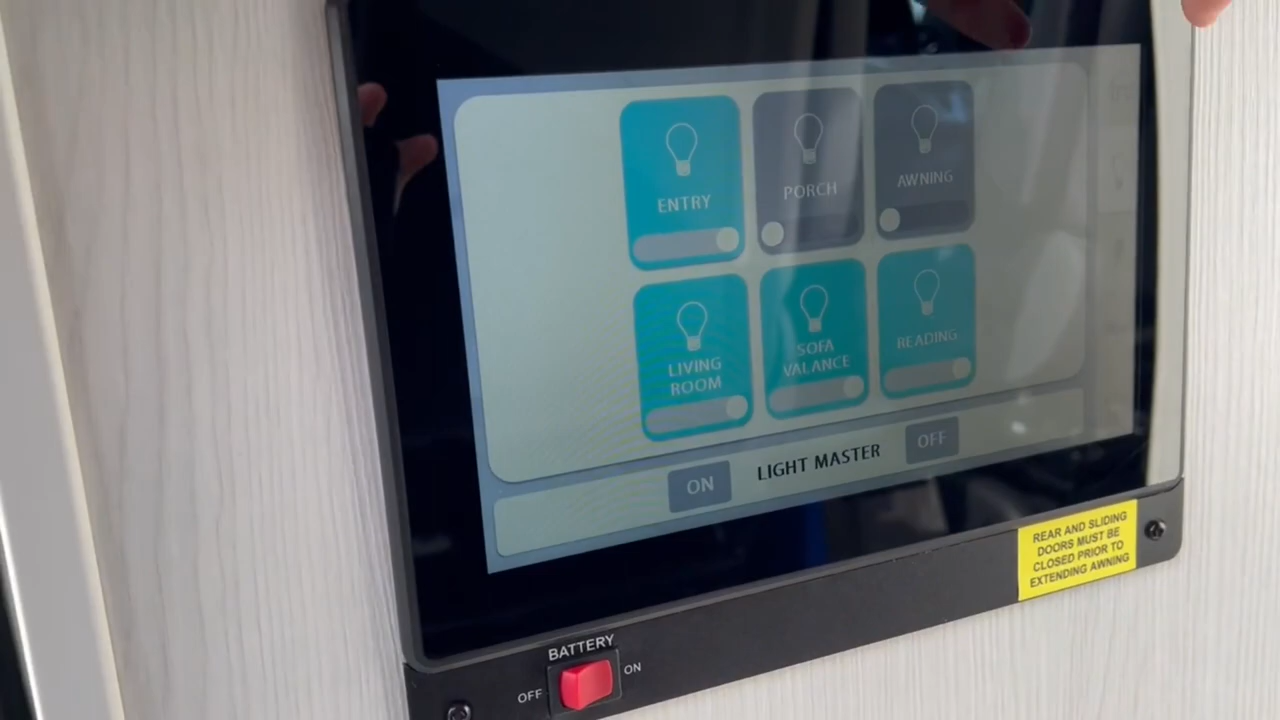 ENTRY
PORCH
AWNING
LIVING
ROOM
SOFA
VALANCE
READING
ON
LIGHT MASTER
OFF
REAR AND SLIDING
DOORS MUST BE
CLOSED PRIOR TO
EXTENDING AWNING
BATTERY
OFF
ON